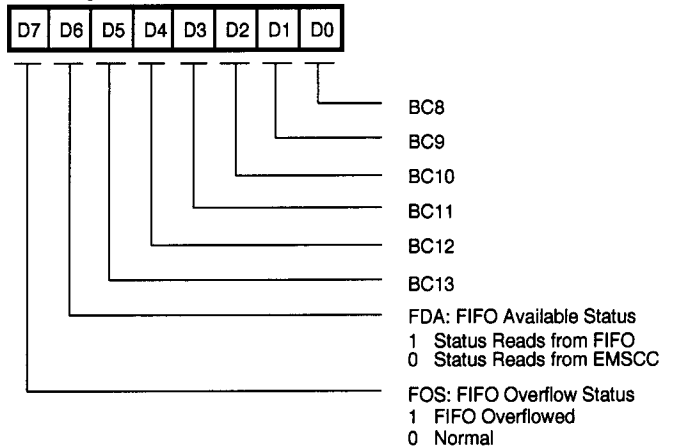 D7 D6 D5 D4 D3 D2 D1 D0
BC8
BC9
BC10
BC11
BC12
BC13
FDA: FIFO Available Status
1 Status Reads from FIFO
0 Status Reads from EMSCC
FOS: FIFO Overflow Status
1 FIFO Overflowed
0 Normal